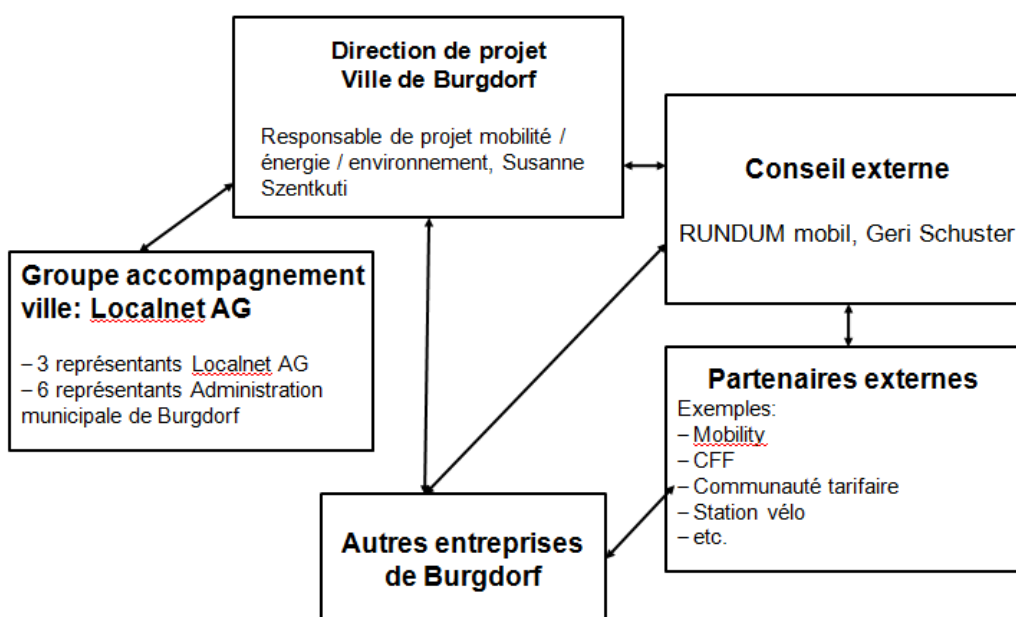 Direction de projet
Ville de Burgdorf
Responsable de projet mobilité /
énergie / environnement, Susanne
Szentkuti
Conseil externe
RUNDUM mobil, Geri Schuster
Groupe accompagnement
ville: Localnet AG
– 3 représentants Localnet AG
– 6 représentants Administration
municipale de Burgdorf
Partenaires externes
Exemples:
– Mobility
– CFF
– Communauté tarifaire
– Station vélo
– etc.
Autres entreprises
de Burgdorf